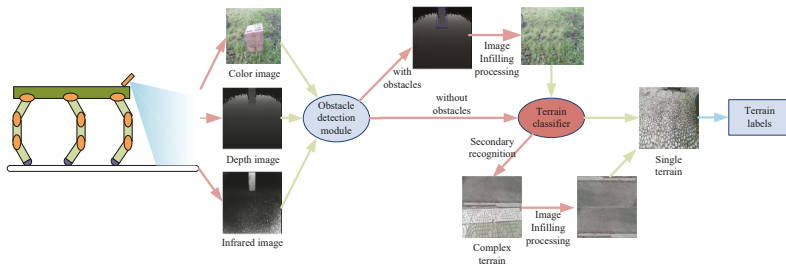 Color image
Depth image
Infrared image
Obstacle
detection
module
with
obstacles
Image
Infilling
processing
without obstacles
Terrain
classifier
Secondary
recognition
Complex
terrain
Image
Infilling
processing
Single
terrain
Terrain
labels